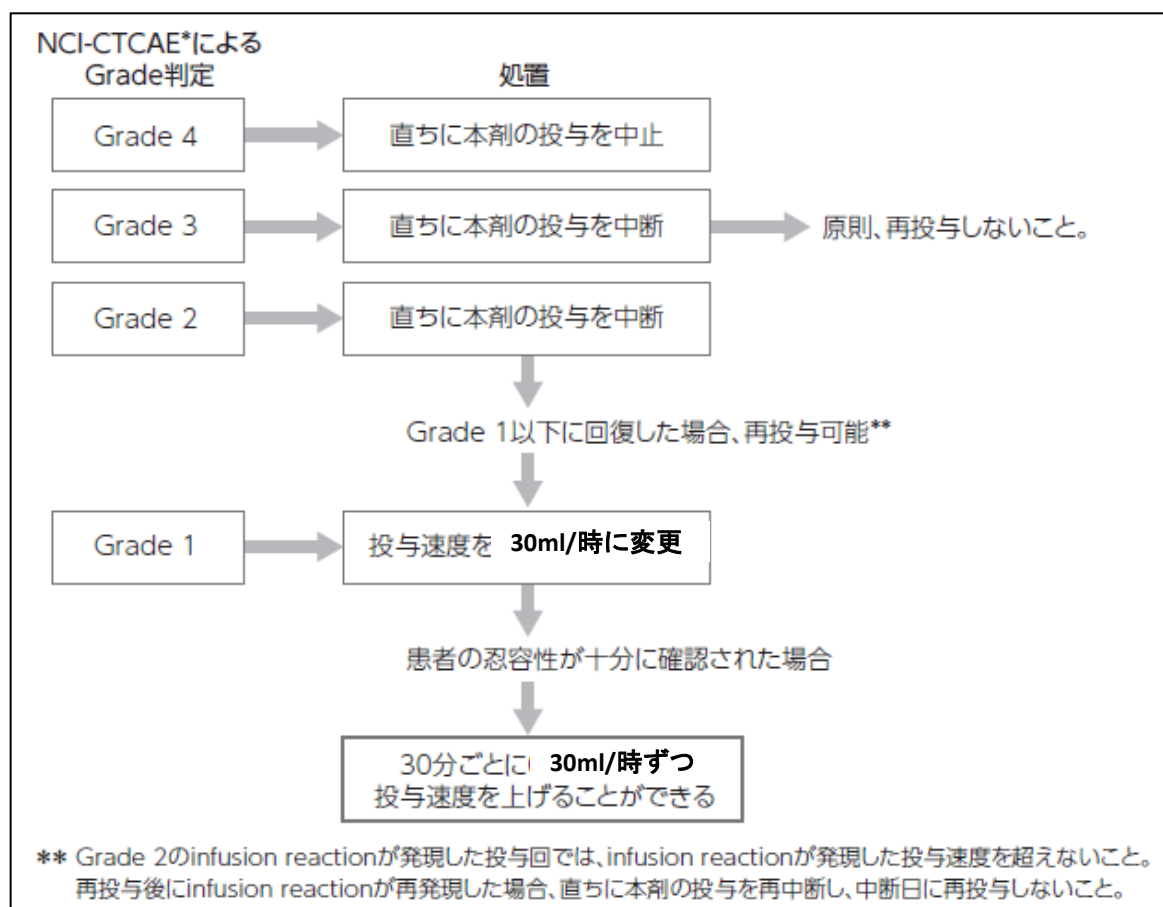 NCI-CTCAE*による
Grade判定
処置
Grade 4
直ちに本剤の投与を中止
Grade 3
直ちに本剤の投与を中断
原則、再投与しないこと。
Grade 2
直ちに本剤の投与を中断
Grade 1以下に回復した場合、再投与可能**
Grade 1
投与速度を 30ml/時に変更
患者の忍容性が十分に確認された場合
30分ごとに 30ml/時ずつ
投与速度を上げることができる
** Grade 2のinfusion reactionが発現した投与回では、infusion reactionが発現した投与速度を超えないこと。
再投与後にinfusion reactionが再発現した場合、直ちに本剤の投与を再中断し、中断日に再投与しないこと。